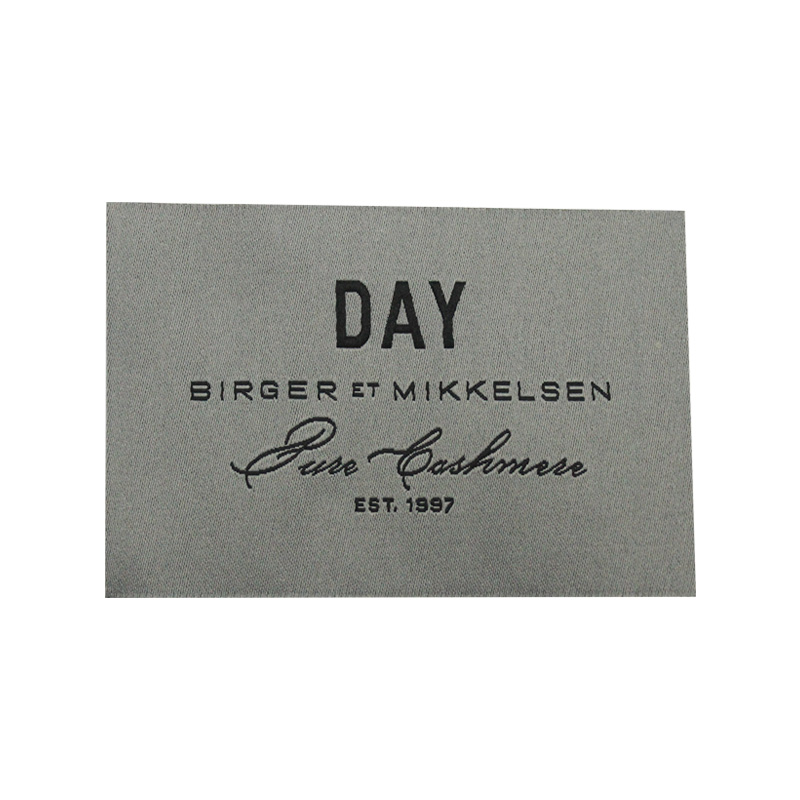 DAY
BIRGER ET MIKKELSEN
Pure Cashmere
EST. 1997